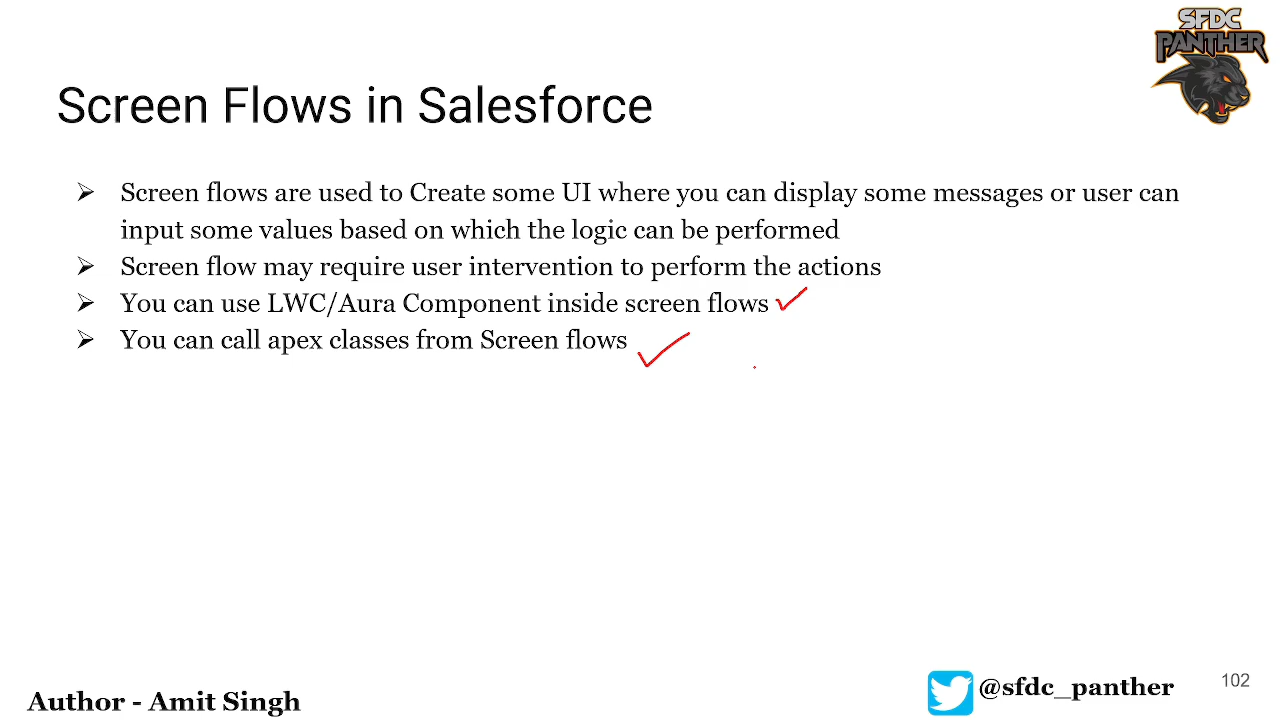 SFDC
PANTHER
Screen Flows in Salesforce
➢ Screen flows are used to Create some UI where you can display some messages or user can
input some values based on which the logic can be performed
➢ Screen flow may require user intervention to perform the actions
➢ You can use LWC/Aura Component inside screen flows
➢ You can call apex classes from Screen flows
Author - Amit Singh
@sfdc_panther
102